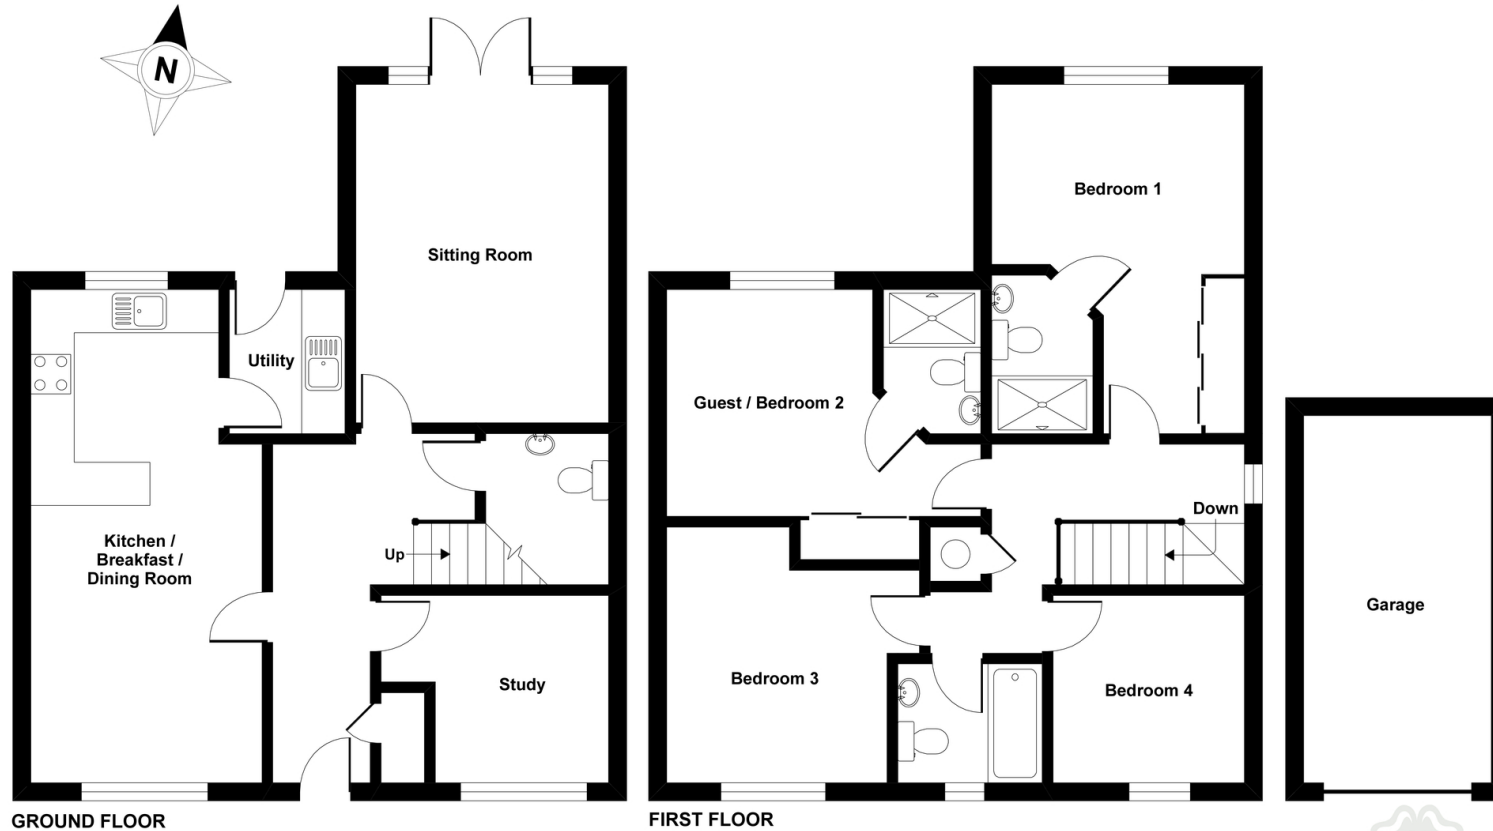 N
Sitting Room
Utility
Kitchen /
Breakfast /
Dining Room
Up
Study
GROUND FLOOR
Bedroom 1
Guest / Bedroom 2
Down
Bedroom 3
Bedroom 4
FIRST FLOOR
Garage